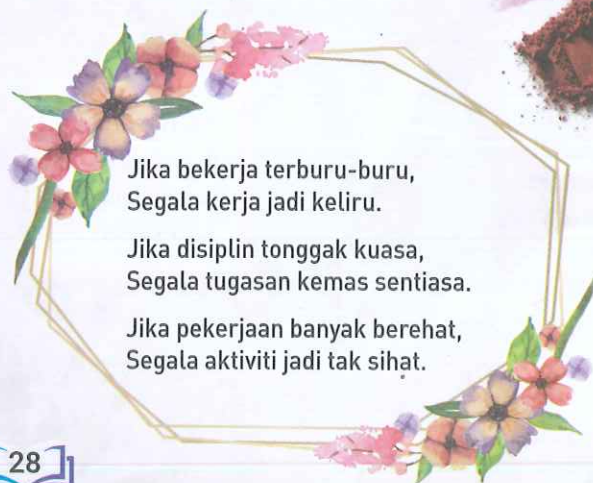 Jika bekerja terburu-buru,
Segala kerja jadi keliru.
Jika disiplin tonggak kuasa,
Segala tugasan kemas sentiasa.
Jika pekerjaan banyak berehat,
Segala aktiviti jadi tak sihat.
28